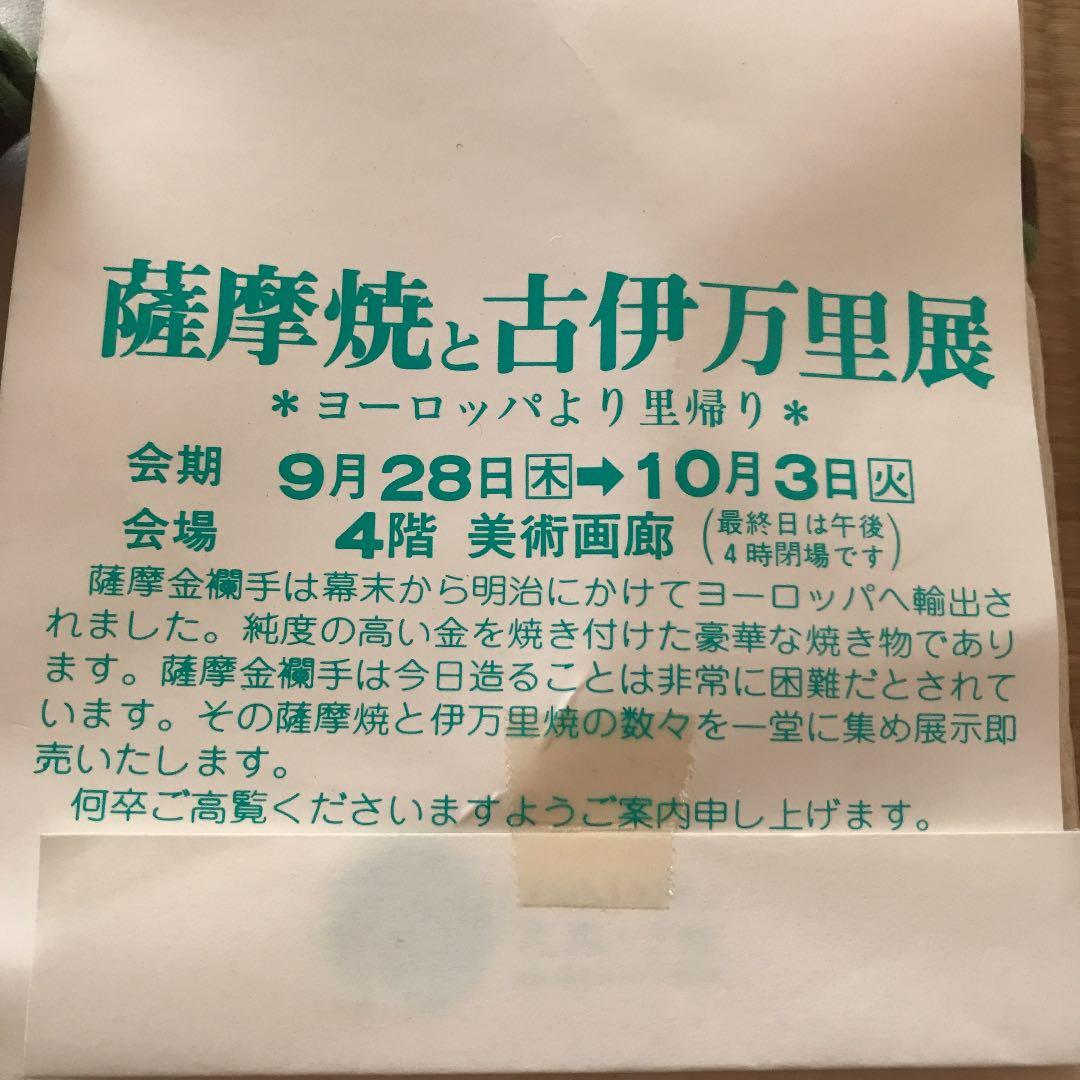 薩摩焼と古伊万里展
＊ヨーロッパより里帰り＊
会期 9月28日木➡10月3日火
会場 4階 美術画廊 (最終日は午後4時閉場です)
薩摩金襴手は幕末から明治にかけてヨーロッパへ輸出さ
れました。純度の高い金を焼き付けた豪華な焼き物であり
ます。薩摩金襴手は今日造ることは非常に困難だとされて
います。その薩摩焼と伊万里焼の数々を一堂に集め展示即
売いたします。
何卒ご高覧くださいますようご案内申し上げます。